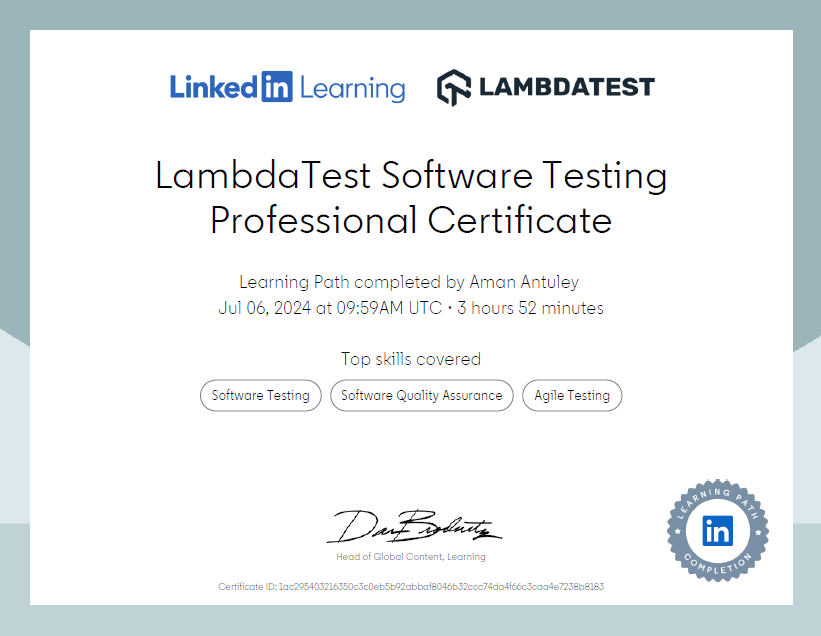 Linked in Learning LAMBDATEST
LambdaTest Software Testing
Professional Certificate
Learning Path completed by Aman Antuley
Jul 06, 2024 at 09:59AM UTC • 3 hours 52 minutes
Top skills covered
Software Testing Software Quality Assurance Agile Testing
Head of Global Content, Learning
LEARNING PATH
in
COMPLETION
Certificate ID: 1ac295403216350c3c0eb5b92abbaf8046b32ccc74da4f66c3caa4e7238b8183